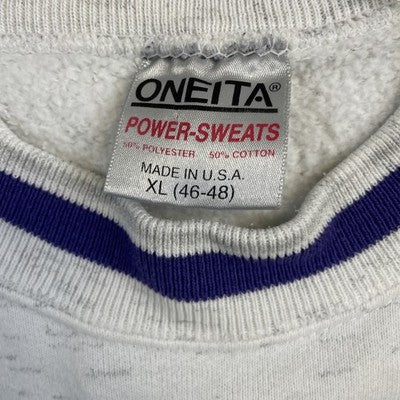 ONEITA®
POWER-SWEATS
50% POLYESTER 50% COTTON
MADE IN U.S.A.
XL (46-48)